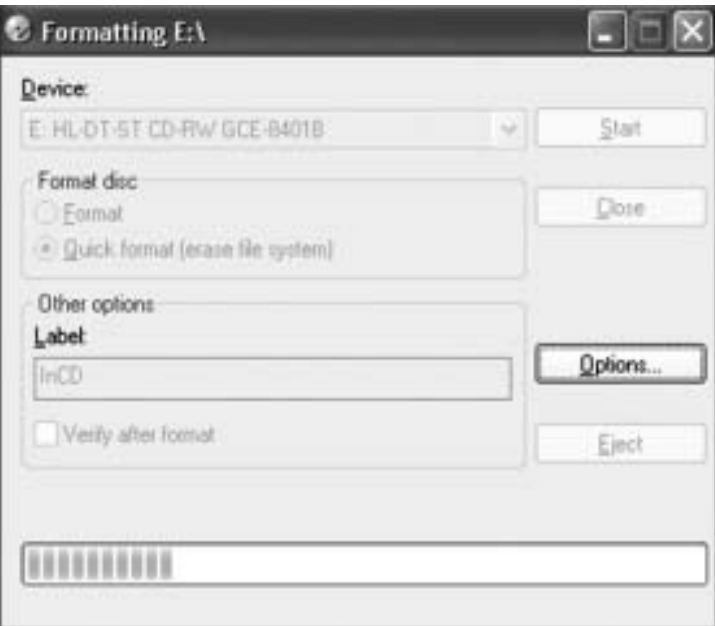 Formatting E:\
Device:
E: HL-DT-ST CD-RW GCE-8401B
Start
Format disc
Format
Close
Quick format (erase file system)
Other options
Label:
InCD
Options...
Verify after format
Eject